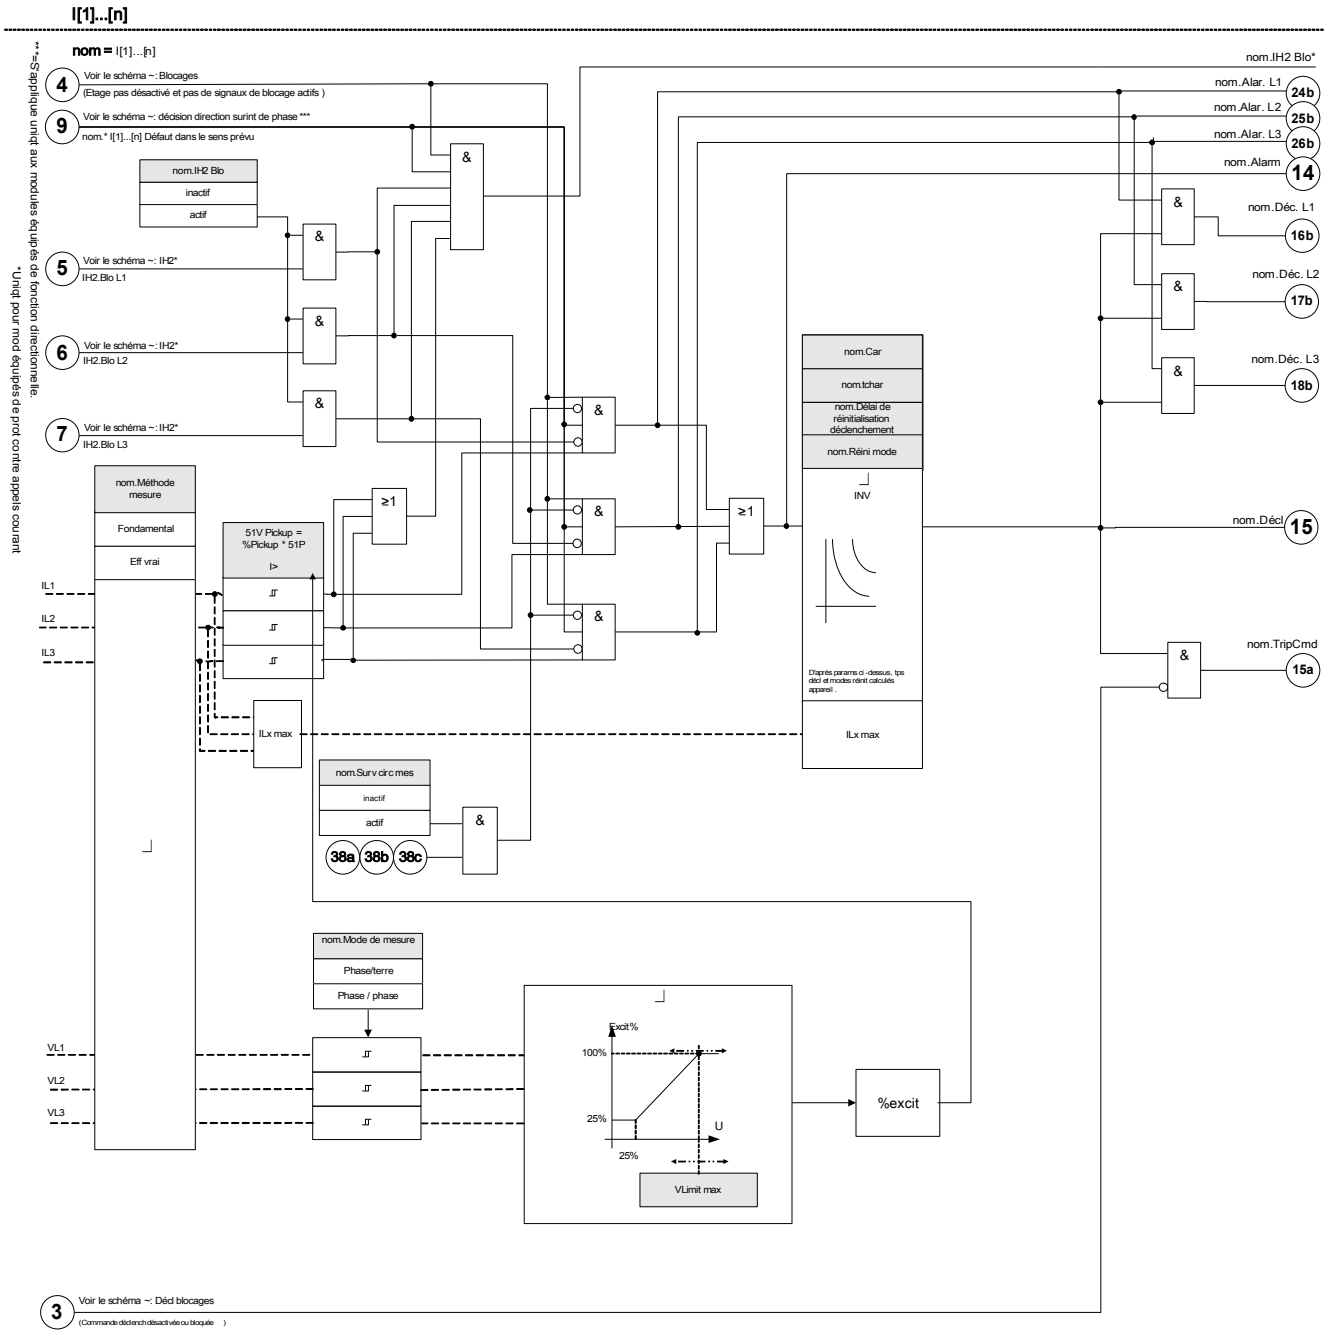 I[1]...[n]
nom = I[1]...[n]
***=S'applique uniqt aux modules équipés de fonction directionnelle.
*Uniqt pour mod équipés de prot contre appels courant
4
Voir le schéma ~: Blocages
(Etage pas désactivé et pas de signaux de blocage actifs )
9
Voir le schéma ~: décision direction surint de phase ***
nom.* I[1]...[n] Défaut dans le sens prévu
nom.IH2 Blo
inactif
actif
5
Voir le schéma ~: IH2*
IH2.Blo L1
6
Voir le schéma ~: IH2*
IH2.Blo L2
7
Voir le schéma ~: IH2*
IH2.Blo L3
&
&
&
&
nom.IH2 Blo*
nom.Alar. L1
24b
nom.Alar. L2
25b
nom.Alar. L3
26b
nom.Alarm
14
&
nom.Déc. L1
16b
&
nom.Déc. L2
17b
&
nom.Déc. L3
18b
nom.Méthode
mesure
Fondamental
Eff vrai
51V Pickup =
%Pickup * 51P
I>
≥1
&
&
&
≥1
nom.Car
nom.tchar
nom.Délai de
réinitialisation
déclenchement
nom.Réini mode
INV
D'après params ci -dessus, tps
décl et modes réinit calculés
appareil .
ILx max
nom.Décl
15
&
nom.TripCmd
15a
IL1
IL2
IL3
ILx max
nom.Surv circ mes
inactif
actif
38a
38b
38c
&
nom.Mode de mesure
Phase/terre
Phase / phase
VL1
VL2
VL3
Excit%
100%
25%
U
25%
VLimit max
%excit
3
Voir le schéma ~: Décl blocages
(Commande déclench désactivée ou bloquée )